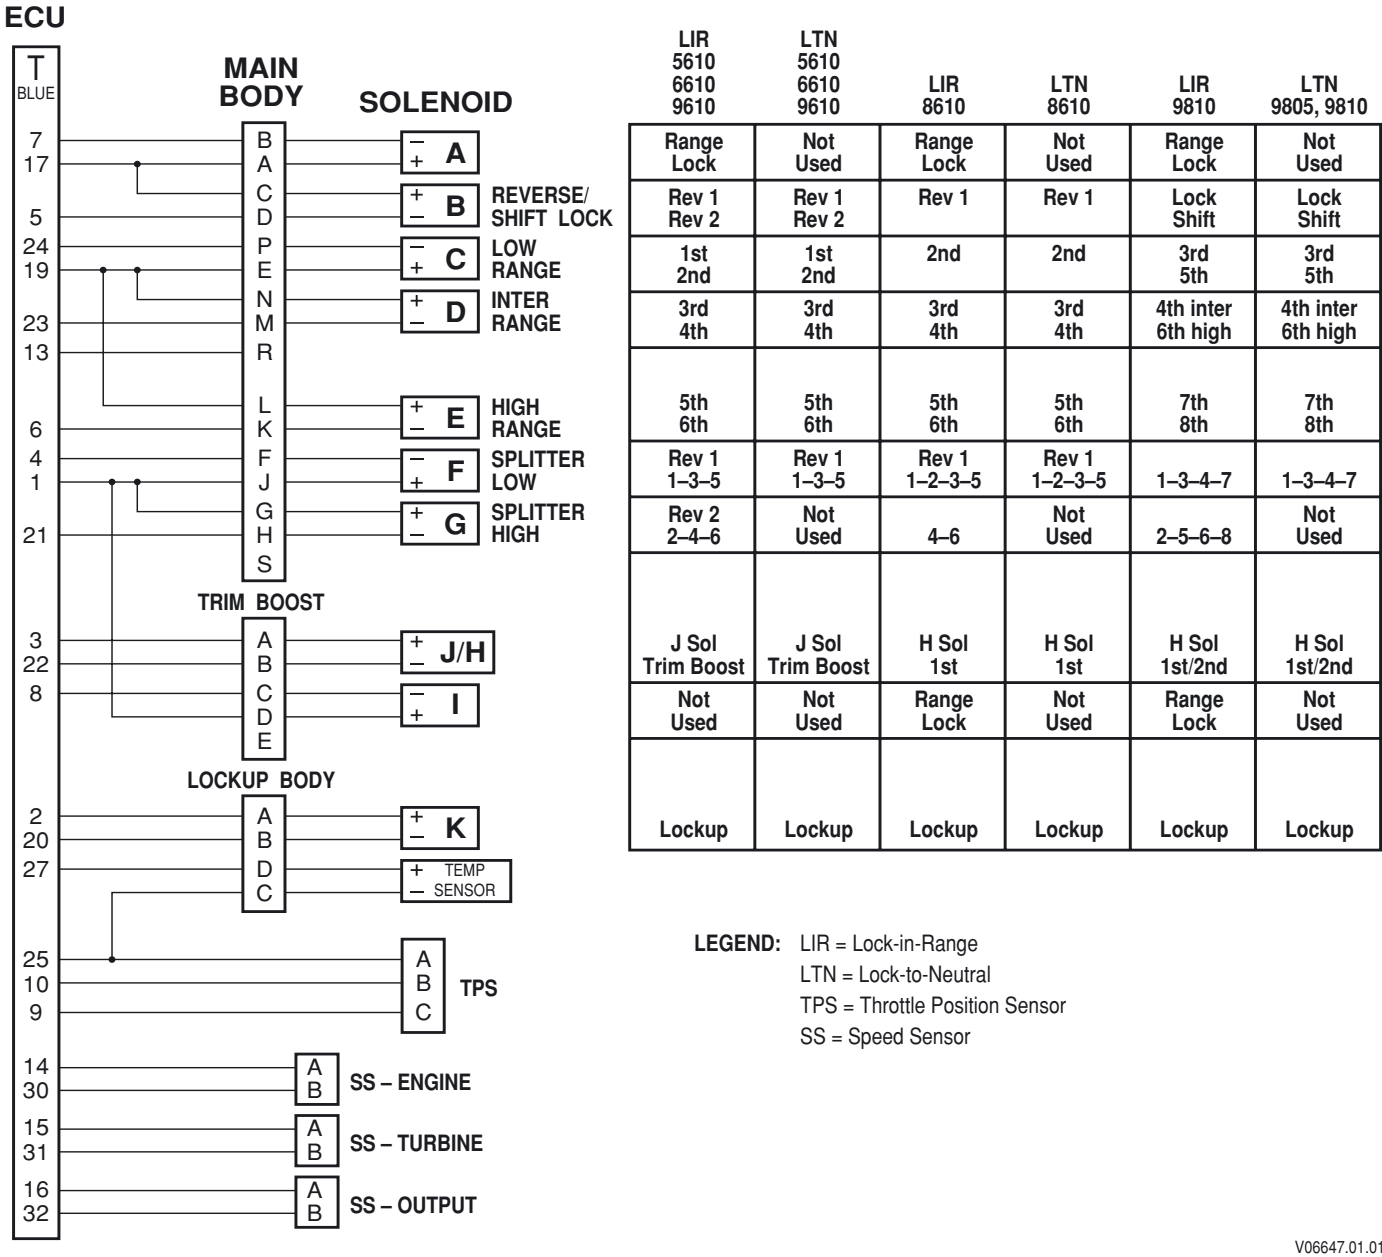 ECU
T
BLUE
MAIN
BODY
SOLENOID
LIR
5610
6610
9610
LTN
5610
6610
9610
LIR
8610
LTN
8610
LIR
9810
LTN
9805, 9810
7 B – A
17 A +
C + B REVERSE/
5 D – SHIFT LOCK
24 P – C LOW
19 E + RANGE
N + D INTER
23 M – RANGE
13 R
L + E HIGH
6 K – RANGE
4 F – F SPLITTER
1 J + LOW
G + G SPLITTER
21 H – HIGH
S
TRIM BOOST
3 A + J/H
22 B –
8 C – I
D +
E
LOCKUP BODY
2 A + K
20 B –
27 D + TEMP
C – SENSOR
25 A
10 B TPS
9 C
14 A
30 B
SS – ENGINE
15 A
31 B
SS – TURBINE
16 A
32 B
SS – OUTPUT
Range Not Range Not Range Not
Lock Used Lock Used Lock Used
Rev 1 Rev 1 Rev 1 Rev 1 Lock Lock
Rev 2 Rev 2 Shift Shift
1st 1st 2nd 2nd 3rd 3rd
2nd 2nd 5th 5th
3rd 3rd 3rd 3rd 4th inter 4th inter
4th 4th 4th 4th 6th high 6th high
5th 5th 5th 5th 7th 7th
6th 6th 6th 6th 8th 8th
Rev 1 Rev 1 Rev 1 Rev 1
1–3–5 1–3–5 1–2–3–5 1–2–3–5 1–3–4–7 1–3–4–7
Rev 2 Not Not Not
2–4–6 Used 4–6 Used 2–5–6–8 Used
J Sol J Sol H Sol H Sol H Sol H Sol
Trim Boost Trim Boost 1st 1st 1st/2nd 1st/2nd
Not Not Range Not Range Not
Used Used Lock Used Lock Used
Lockup Lockup Lockup Lockup Lockup Lockup
LEGEND: LIR = Lock-in-Range
LTN = Lock-to-Neutral
TPS = Throttle Position Sensor
SS = Speed Sensor
V06647.01.01